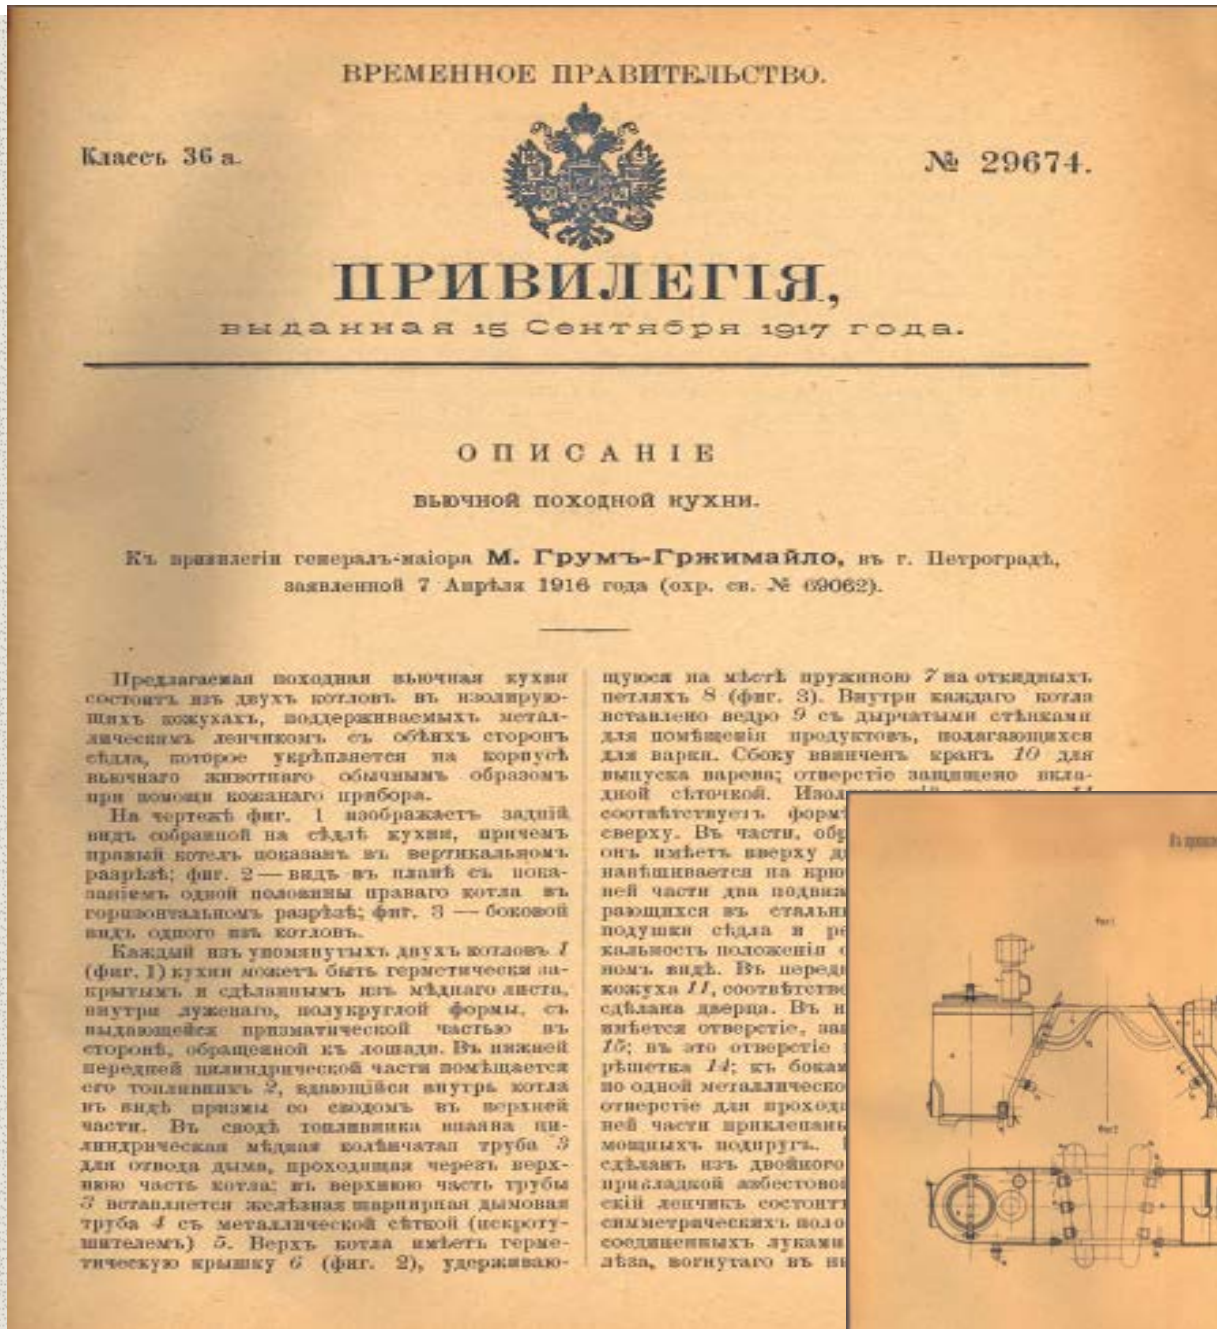 ВРЕМЕННОЕ ПРАВИТЕЛЬСТВО.
Классъ 36 а.
№ 29674.
ПРИВИЛЕГІЯ,
выданная 15 Сентября 1917 года.
ОПИСАНІЕ
вьючной походной кухни.
Къ привилегіи генералъ-маіора М. Грумъ-Гржимайло, въ г. Петроградѣ,
заявленной 7 Апрѣля 1916 года (охр. св. № 69062).
Предлагаемая походная вьючная кухня
состоитъ изъ двухъ котловъ въ изолирую-
щихъ кожухахъ, поддерживаемыхъ метал-
лическимъ ленчикомъ съ обѣихъ сторонъ
сѣдла, которое укрѣпляется на корпусѣ
вьючнаго животнаго обычнымъ образомъ
при помощи кожанаго прибора.
На чертежѣ фиг. 1 изображаетъ задній
видъ собранной на сѣдлѣ кухни, причемъ
правый котелъ показанъ въ вертикальномъ
разрѣзѣ; фиг. 2 — видъ въ планѣ съ пока-
заніемъ одной половины праваго котла въ
горизонтальномъ разрѣзѣ; фиг. 3 — боковой
видъ одного изъ котловъ.
Каждый изъ упомянутыхъ двухъ котловъ 1
(фиг. 1) кухни можетъ быть герметически за-
крытымъ и сдѣланнымъ изъ мѣднаго листа,
внутри луженаго, полукруглой формы, съ
выдающейся призматической частью въ
сторонѣ, обращенной къ лошади. Въ нижней
передней цилиндрической части помѣщается
его топливникъ 2, вдающійся внутрь котла
въ видѣ призмы со сводомъ въ верхней
части. Въ сводѣ топливника впаяна ци-
линдрическая мѣдная колѣнчатая труба 3
для отвода дыма, проходящая черезъ верх-
нюю часть котла: въ верхнюю часть трубы
3 вставляется желѣзная шарнирная дымовая
труба 4 съ металлической сѣткой (искроту-
шителемъ) 5. Верхъ котла имѣетъ герме-
тическую крышку 6 (фиг. 2), удерживаю-
щуюся на мѣстѣ пружиною 7 на откидныхъ
петляхъ 8 (фиг. 3). Внутри каждаго котла
вставлено ведро 9 съ дырчатыми стѣнками
для помѣщенія продуктовъ, полагающихся
для варки. Сбоку ввинченъ кранъ 10 для
выпуска варева; отверстіе защищено вклад-
дной сѣточкой.
соотвѣтствуетъ
сверху. Въ части,
онъ имѣетъ вверху
навѣшивается на
ней части два
рающихся въ
подушки сѣдла и
кальность положенія
номъ видѣ. Въ
кожуха 11,
сдѣлана дверца. Въ
имѣется отверстіе,
15; въ это отверстіе
рѣшетка 14; къ
по одной
отверстіе для
ней части
мощныхъ подпругъ.
сдѣланъ изъ двойного
прикладкой
скій ленчикъ
симметрическихъ
соединенныхъ луками
лѣза, вогнутаго въ
Фиг.1
Фиг.2